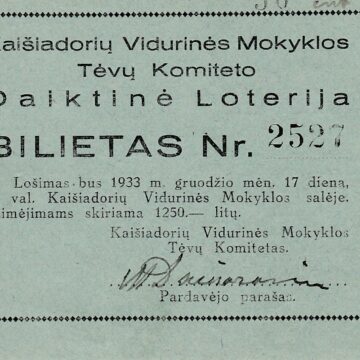 Kaišiadorių Vidurinės Mokyklos
Tėvų Komiteto
Daiktinė Loterija
BILIETAS Nr. 2527
Lošimas bus 1933 m. gruodžio mėn. 17 dieną,
val. Kaišiadorių Vidurinės Mokyklos salėje.
Laimėjimams skiriama 1250.— litų.
Kaišiadorių Vidurinės Mokyklos
Tėvų Komitetas.
Pardavėjo parašas.